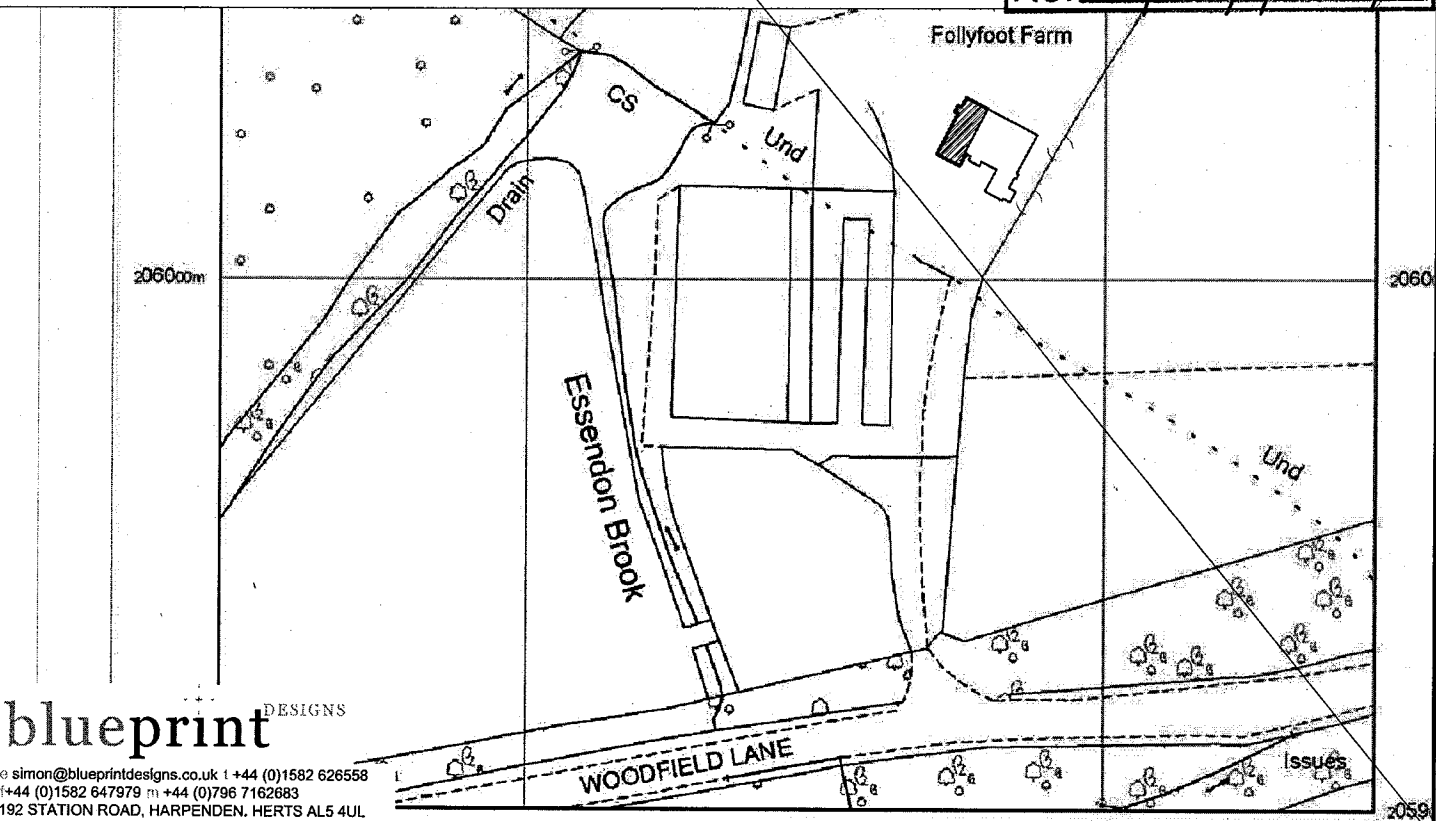 Follyfoot Farm
CS
Und
Drain
206000m
2060
Essendon Brook
Und
WOODFIELD LANE
Issues
2059
blueprint DESIGNS
e simon@blueprintdesigns.co.uk t +44 (0)1582 626558
f+44 (0)1582 647979 m +44 (0)796 7162683
192 STATION ROAD, HARPENDEN. HERTS AL5 4UL